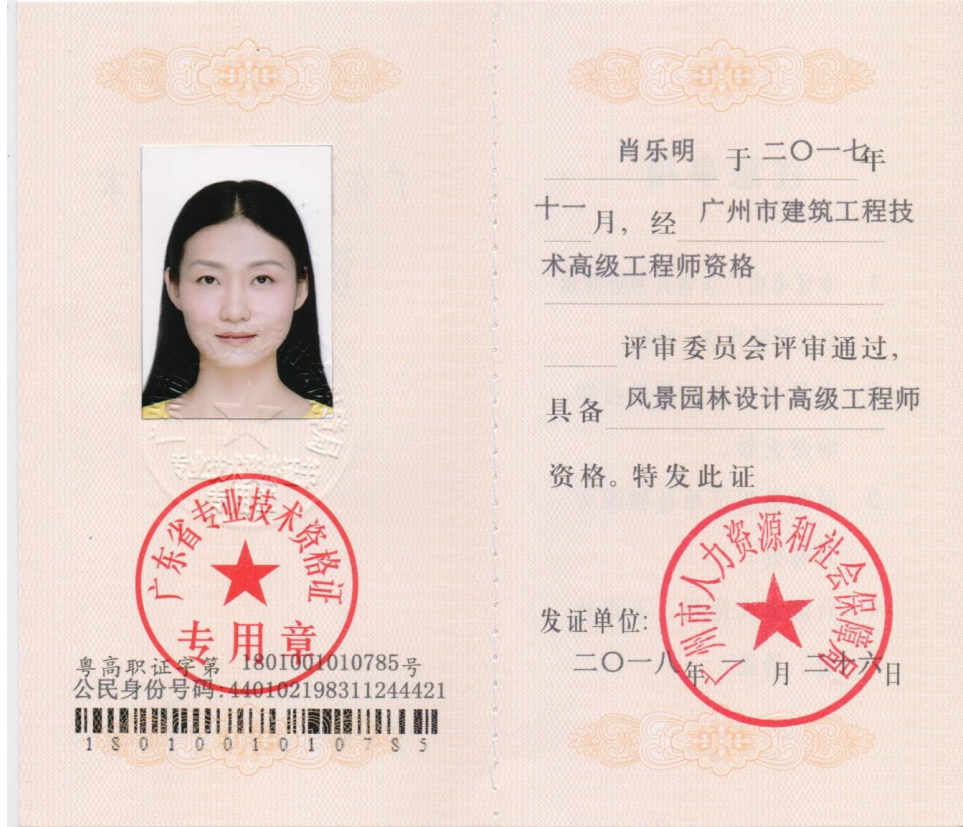 广东省专业技术资格证
专用章
粤高职证字第 1801001010785号
公民身份号码:440102198311244421
1801001010785
肖乐明 于 二〇一七年
十一月, 经 广州市建筑工程技
术高级工程师资格
评审委员会评审通过,
具备 风景园林设计高级工程师
资格。特发此证
广州市人力资源和社会保障局
发证单位:
二〇一八年 一 月 二十六日